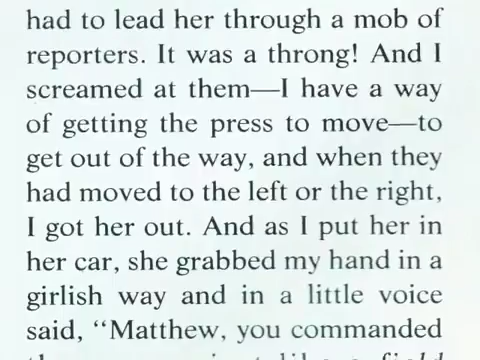 had to lead her through a mob of
reporters. It was a throng! And I
screamed at them—I have a way
of getting the press to move—to
get out of the way, and when they
had moved to the left or the right,
I got her out. And as I put her in
her car, she grabbed my hand in a
girlish way and in a little voice
said, “Matthew, you commanded